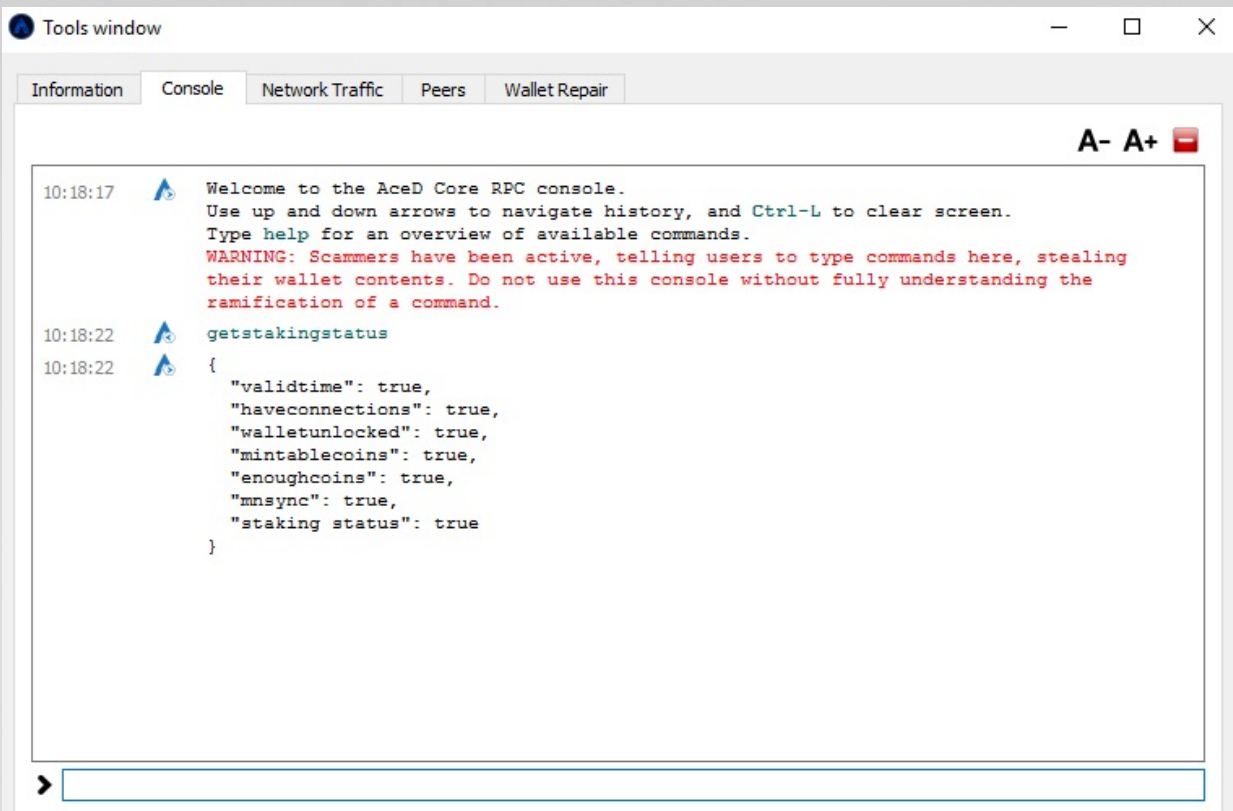 Tools window
Information Console Network Traffic Peers Wallet Repair
A- A+
10:18:17 Welcome to the AceD Core RPC console.
Use up and down arrows to navigate history, and Ctrl-L to clear screen.
Type help for an overview of available commands.
WARNING: Scammers have been active, telling users to type commands here, stealing
their wallet contents. Do not use this console without fully understanding the
ramification of a command.
10:18:22 getstakingstatus
10:18:22 {
"validtime": true,
"haveconnections": true,
"walletunlocked": true,
"mintablecoins": true,
"enoughcoins": true,
"mnsync": true,
"staking status": true
}